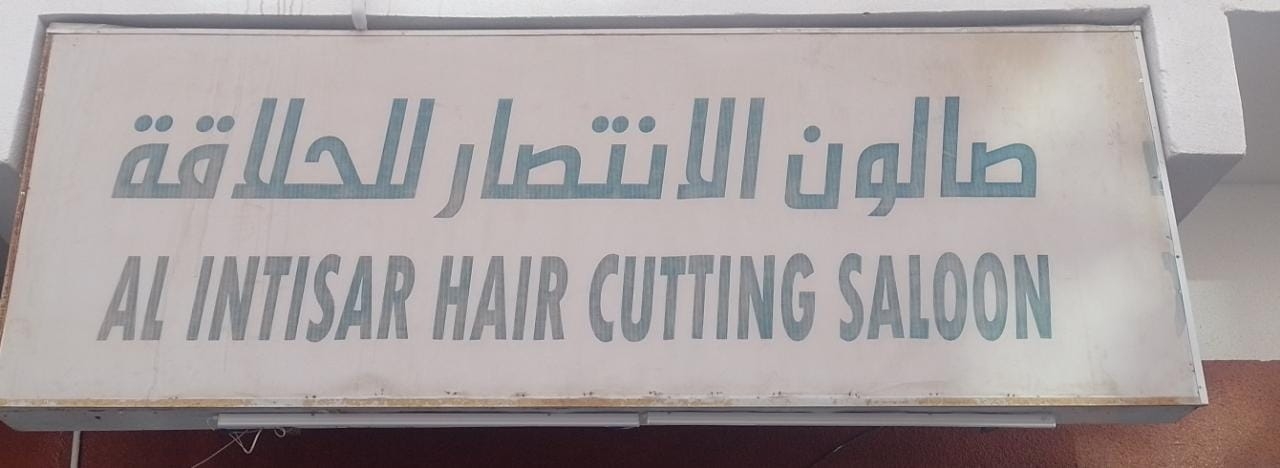 صالون الانتصار للحلاقة
AL INTISAR HAIR CUTTING SALOON